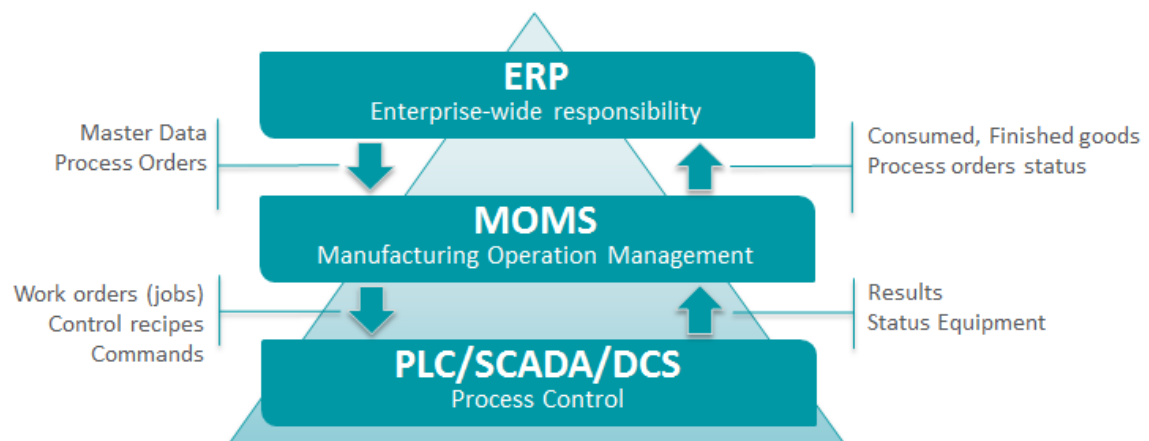 ERP
Enterprise-wide responsibility
Master Data
Process Orders
Consumed, Finished goods
Process orders status
MOMS
Manufacturing Operation Management
Work orders (jobs)
Control recipes
Commands
Results
Status Equipment
PLC/SCADA/DCS
Process Control